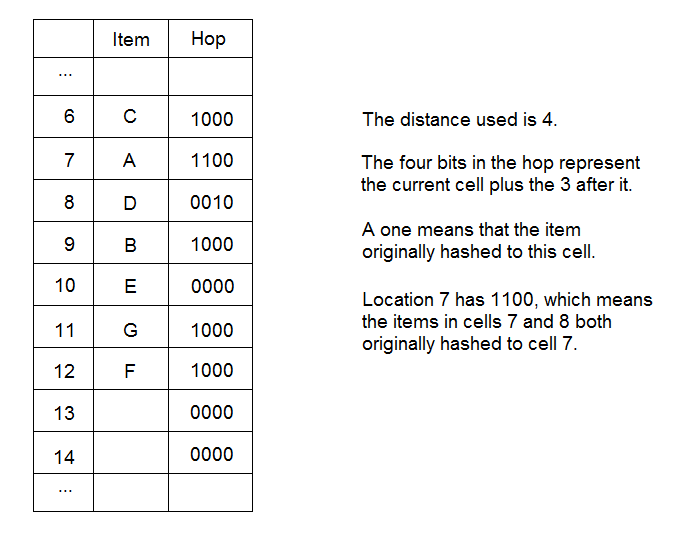 Item Hop
...
6 C 1000
7 A 1100
8 D 0010
9 B 1000
10 E 0000
11 G 1000
12 F 1000
13 0000
14 0000
...
The distance used is 4.
The four bits in the hop represent
the current cell plus the 3 after it.
A one means that the item
originally hashed to this cell.
Location 7 has 1100, which means
the items in cells 7 and 8 both
originally hashed to cell 7.